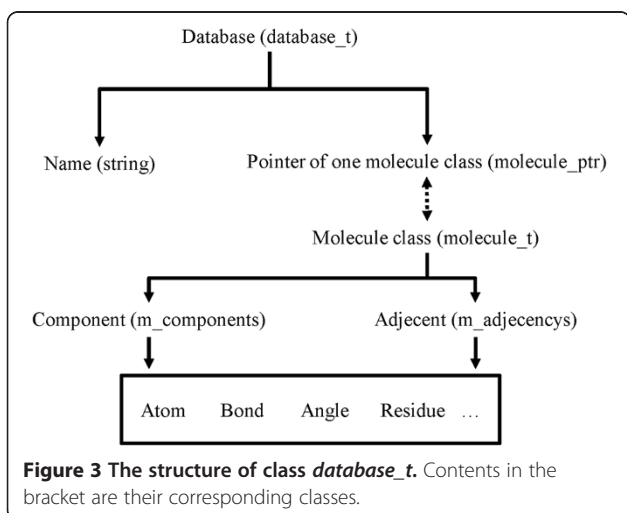 Database (database_t)
Name (string)
Pointer of one molecule class (molecule_ptr)
Molecule class (molecule_t)
Component (m_components)
Adjecent (m_adjecencys)
Atom Bond Angle Residue ...
Figure 3 The structure of class database_t. Contents in the
bracket are their corresponding classes.